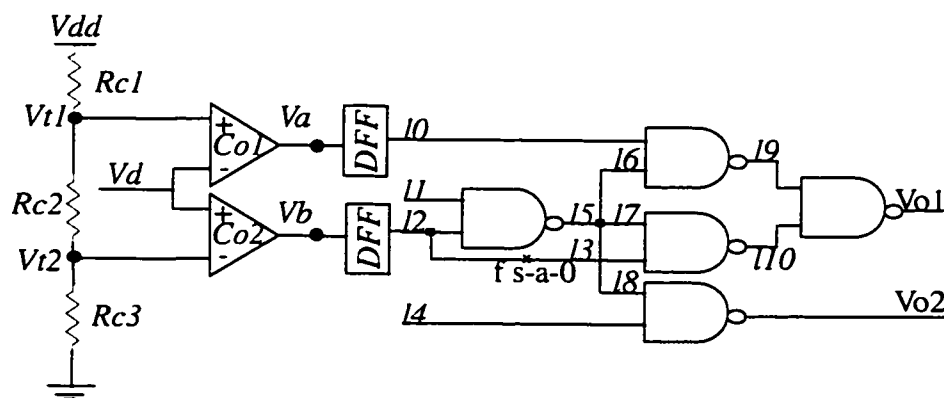 Vdd
Rc1
Vt1
+
Co1
-
Va
DFF
l0
l6
l9
Vd
Rc2
+
Co2
-
Vb
DFF
l1
l2
l5
l7
Vo1
Vt2
l3
l10
f s-a-0
l8
Rc3
l4
Vo2